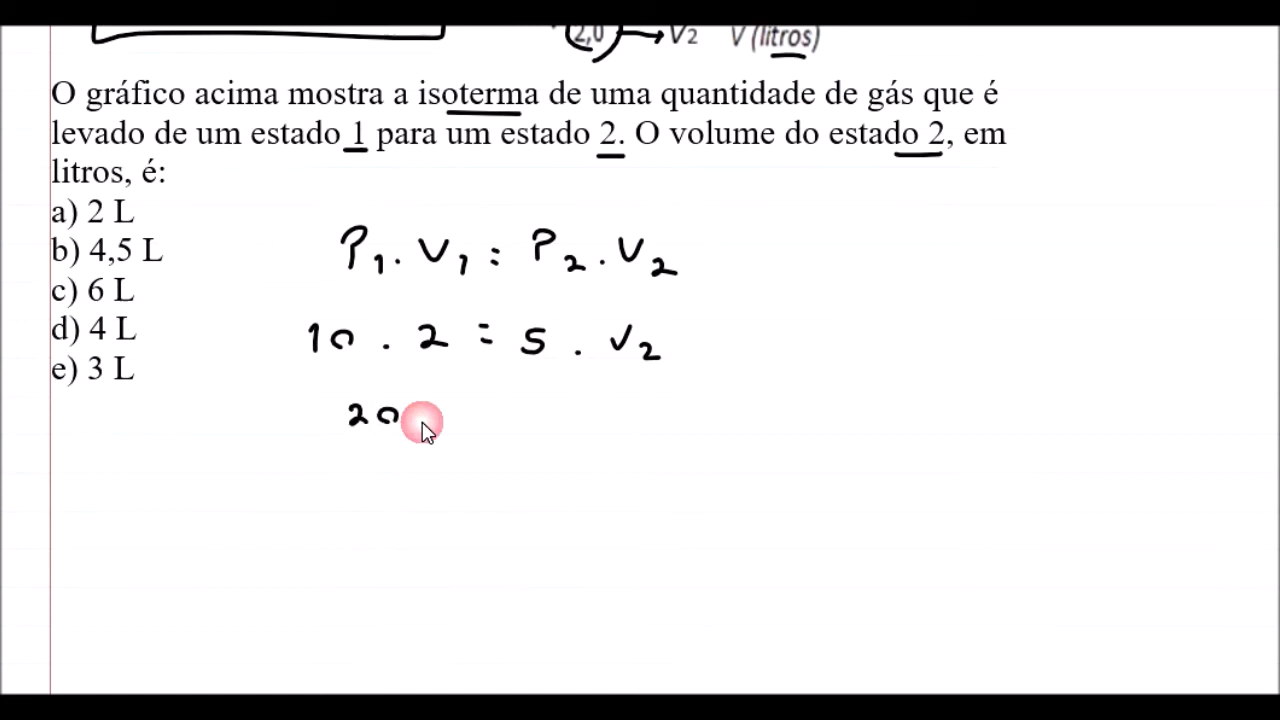 2,0 → V2 V (litros)
O gráfico acima mostra a isoterma de uma quantidade de gás que é
levado de um estado 1 para um estado 2. O volume do estado 2, em
litros, é:
a) 2 L
b) 4,5 L
c) 6 L
d) 4 L
e) 3 L
P1 . V1 = P2 . V2
10 . 2 = 5 . V2
20